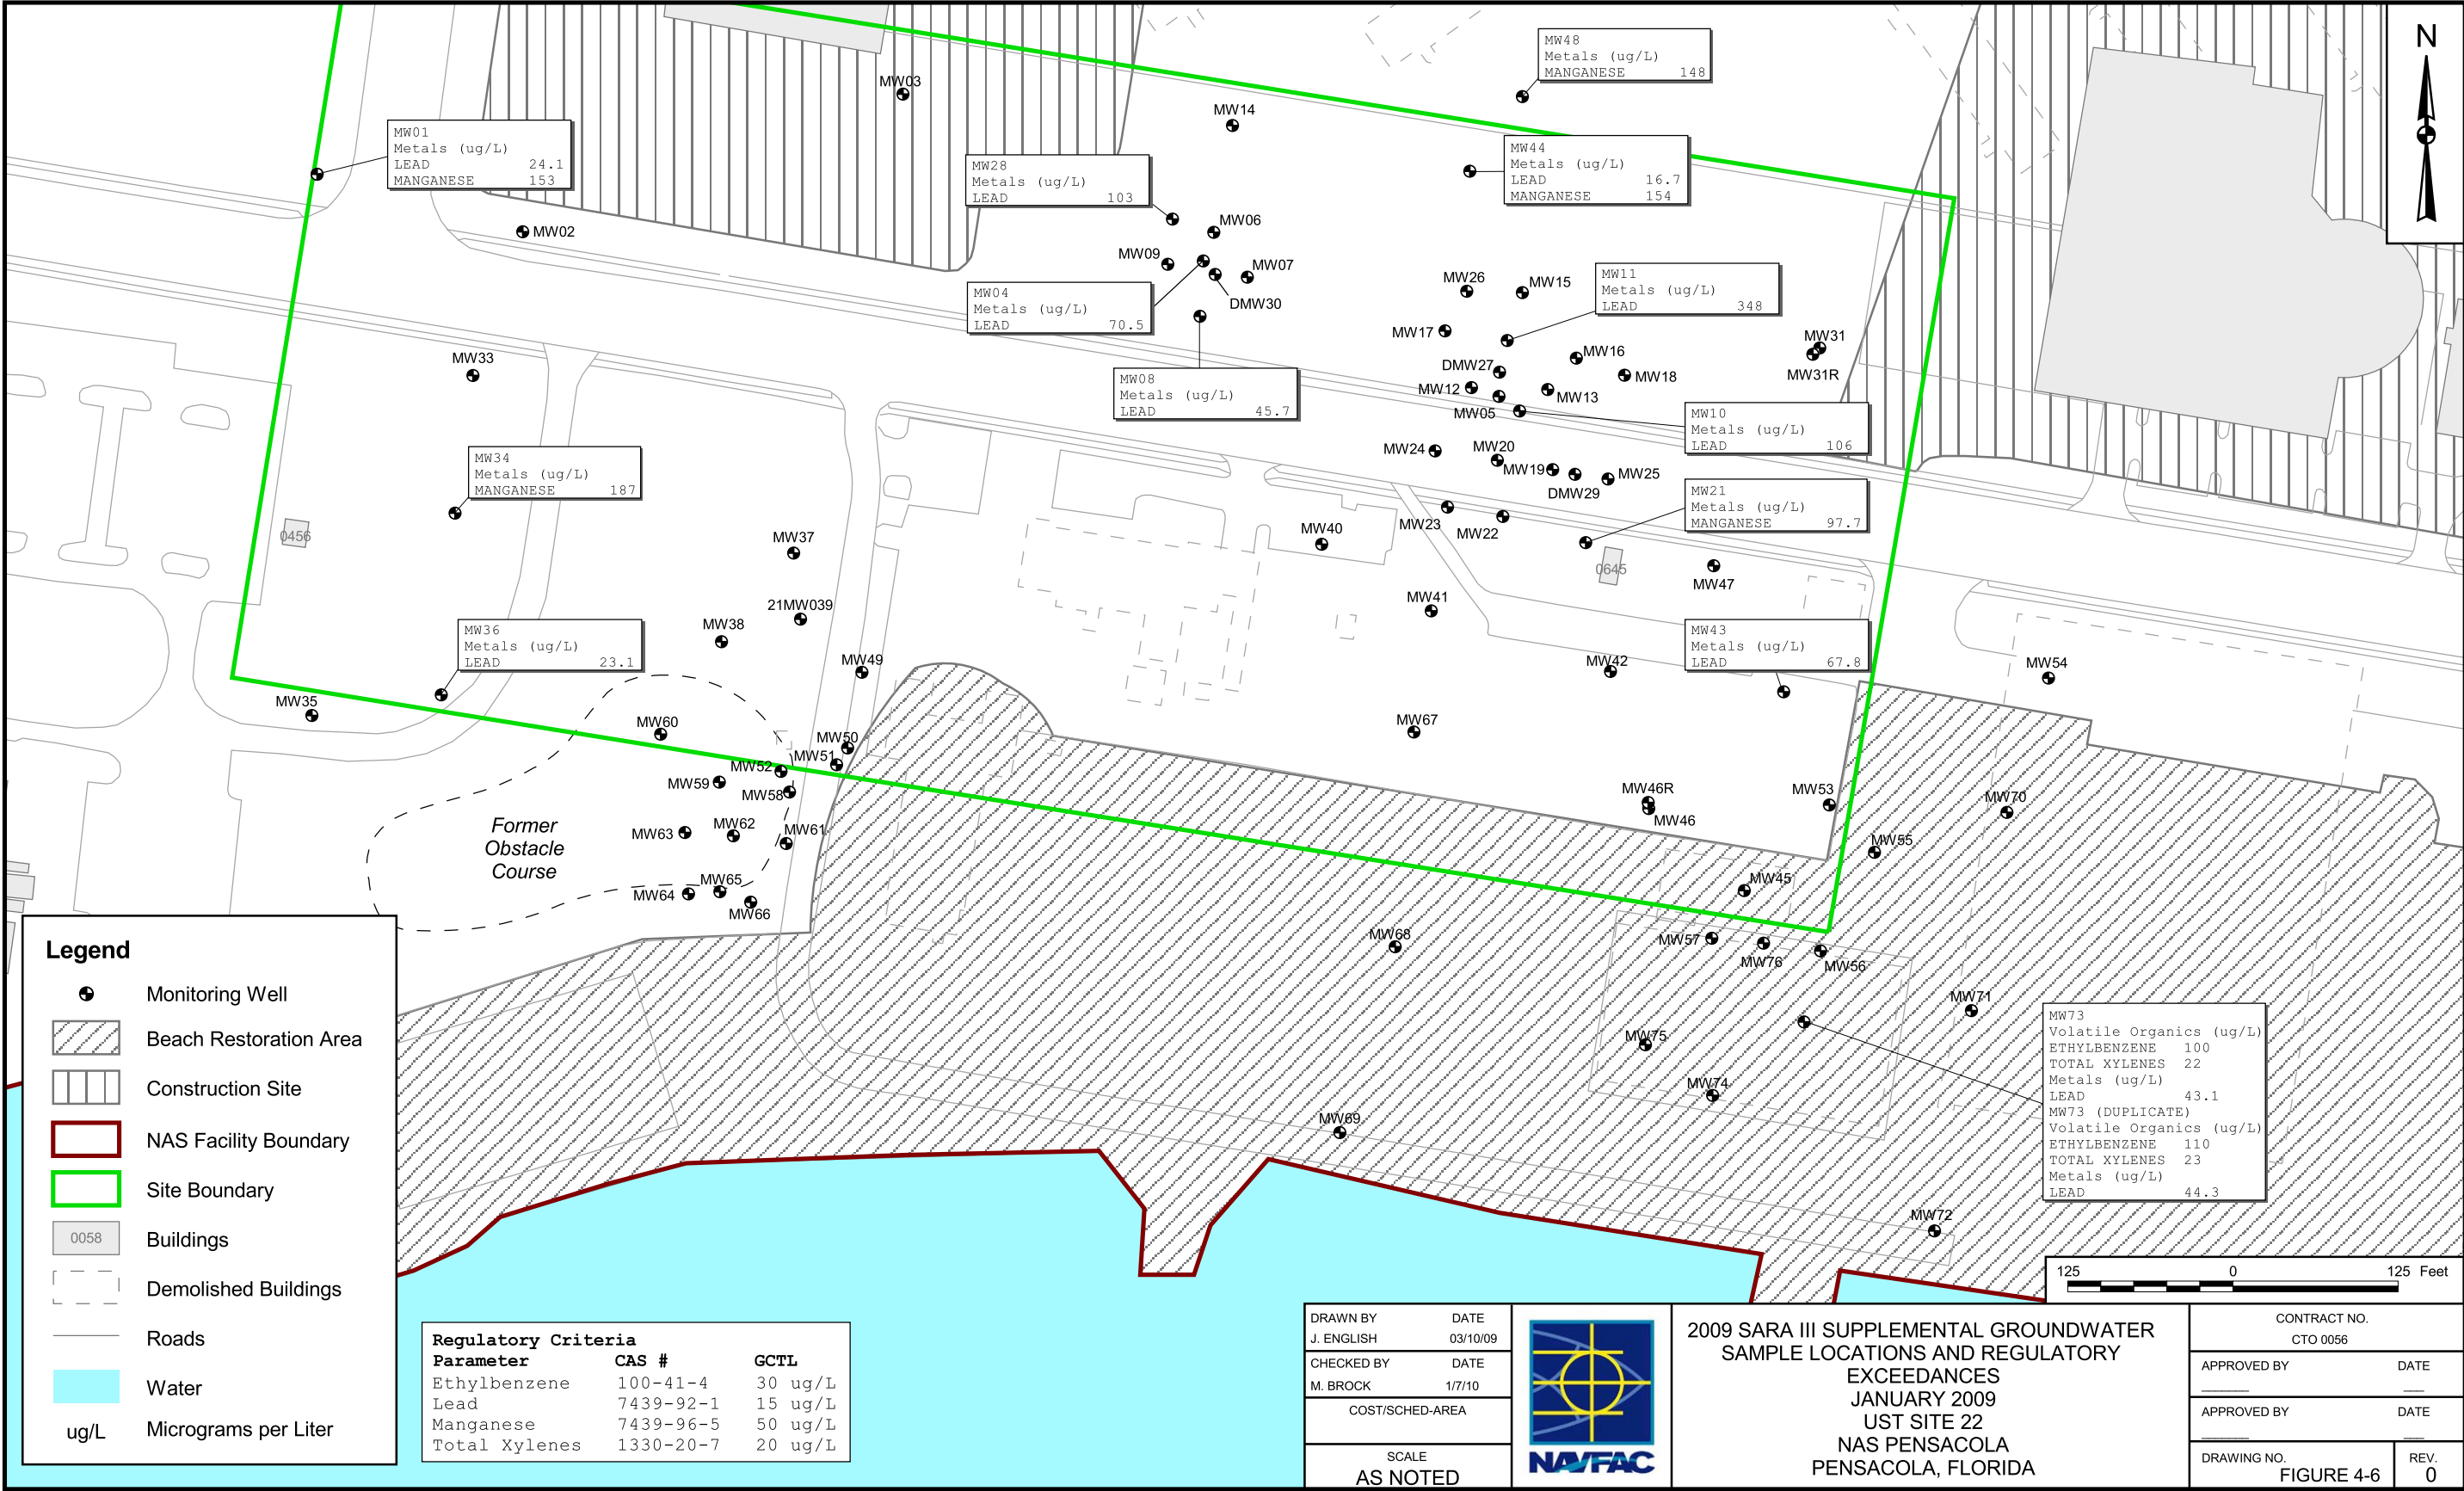 MW48
Metals (ug/L)
MANGANESE 148
N
MW03
MW14
MW01
Metals (ug/L)
LEAD 24.1
MANGANESE 153
MW44
Metals (ug/L)
LEAD 16.7
MANGANESE 154
MW28
Metals (ug/L)
LEAD 103
MW02
MW06
MW09
MW07
DMW30
MW04
Metals (ug/L)
LEAD 70.5
MW26
MW15
MW11
Metals (ug/L)
LEAD 348
MW17
MW16
MW31
MW31R
MW33
DMW27
MW18
MW12
MW13
MW05
MW08
Metals (ug/L)
LEAD 45.7
MW10
Metals (ug/L)
LEAD 106
MW34
Metals (ug/L)
MANGANESE 187
MW24
MW20
MW19
MW25
DMW29
MW21
Metals (ug/L)
MANGANESE 97.7
MW23
MW22
0456
MW37
MW40
0645
MW47
21MW039
MW41
MW38
MW36
Metals (ug/L)
LEAD 23.1
MW43
Metals (ug/L)
LEAD 67.8
MW49
MW42
MW54
MW35
MW60
MW67
MW50
MW51
MW52
MW59
MW58
MW46R
MW46
MW53
MW70
MW63
MW62
MW61
MW55
Former
Obstacle
Course
MW64
MW65
MW66
MW45
MW68
MW57
MW76
MW56
MW71
MW75
MW74
MW69
MW72
MW73
Volatile Organics (ug/L)
ETHYLBENZENE 100
TOTAL XYLENES 22
Metals (ug/L)
LEAD 43.1
MW73 (DUPLICATE)
Volatile Organics (ug/L)
ETHYLBENZENE 110
TOTAL XYLENES 23
Metals (ug/L)
LEAD 44.3
Legend
Monitoring Well
Beach Restoration Area
Construction Site
NAS Facility Boundary
Site Boundary
0058 Buildings
Demolished Buildings
Roads
Water
ug/L Micrograms per Liter
Regulatory Criteria
Parameter CAS # GCTL
Ethylbenzene 100-41-4 30 ug/L
Lead 7439-92-1 15 ug/L
Manganese 7439-96-5 50 ug/L
Total Xylenes 1330-20-7 20 ug/L
125 0 125 Feet
DRAWN BY DATE
J. ENGLISH 03/10/09
CHECKED BY DATE
M. BROCK 1/7/10
COST/SCHED-AREA
SCALE
AS NOTED
NAVFAC
2009 SARA III SUPPLEMENTAL GROUNDWATER
SAMPLE LOCATIONS AND REGULATORY
EXCEEDANCES
JANUARY 2009
UST SITE 22
NAS PENSACOLA
PENSACOLA, FLORIDA
CONTRACT NO.
CTO 0056
APPROVED BY DATE
APPROVED BY DATE
DRAWING NO. REV.
FIGURE 4-6 0